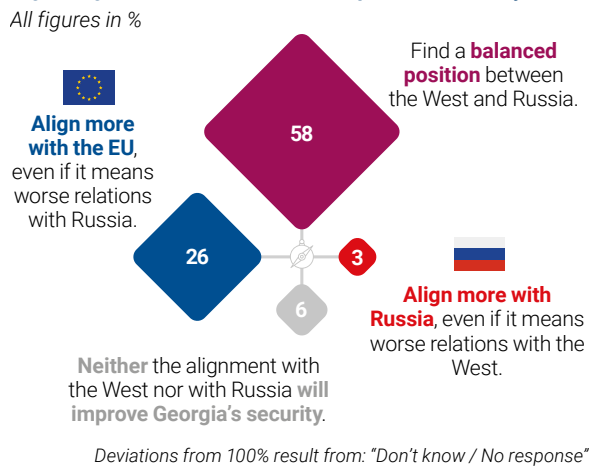 All figures in %
Find a balanced
position between
the West and Russia.
Align more
with the EU,
even if it means
worse relations
with Russia.
58
26
3
6
Align more with
Russia, even if it means
worse relations with the
West.
Neither the alignment with
the West nor with Russia will
improve Georgia's security.
Deviations from 100% result from: "Don't know / No response"